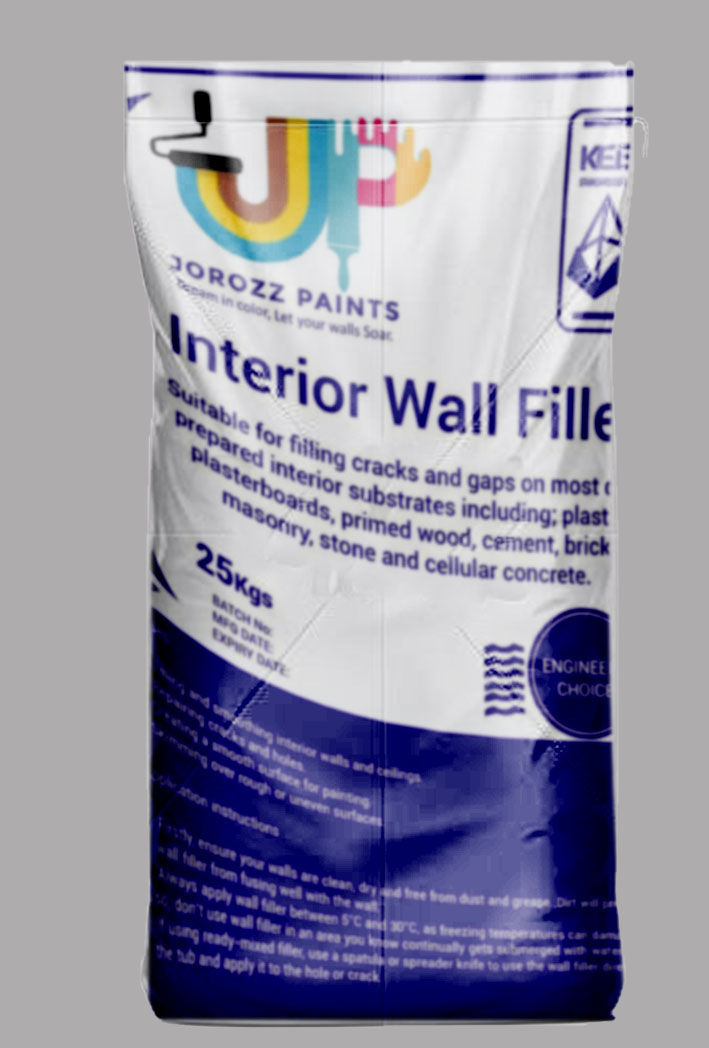 JP
KEE
JOROZZ PAINTS
in color, Let your walls Soar.
Interior Wall Fille
Suitable for filling cracks and gaps on most
prepared interior substrates including; plast
plasterboards, primed wood, cement, brick
masonry, stone and cellular concrete.
25Kgs
BATCH No:
MFG DATE:
EXPIRY DATE:
ENGINEE
CHOICE
and smoothing interior walls and ceilings
cracks and holes
a smooth surface for painting
over rough or uneven surfaces
instructions
ensure your walls are clean, dry and free from dust and grease. Dirt will
wall filler from fusing well with the wall.
Always apply wall filler between 5°C and 30°C, as freezing temperatures can dam
don't use wall filler in an area you know continually gets submerged with wate
using ready-mixed filler, use a spatula or spreader knife to use the wall filler
the tub and apply it to the hole or crack